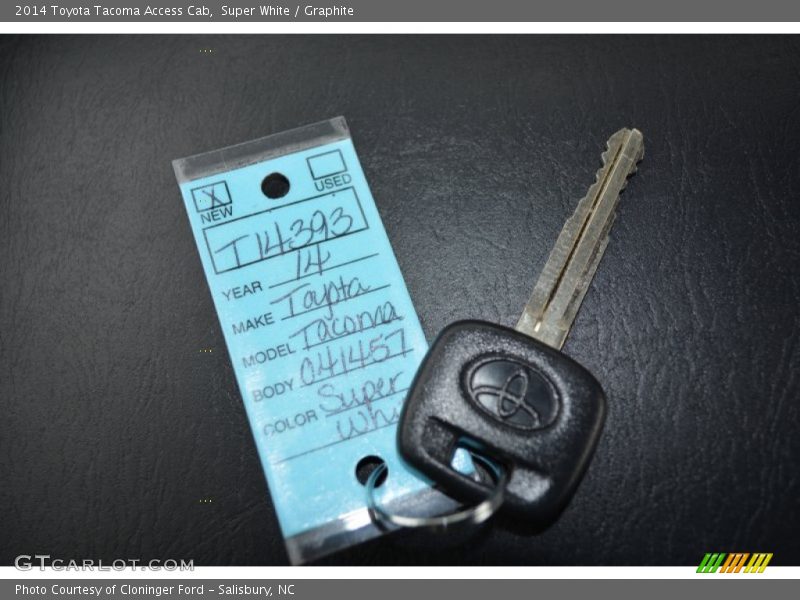 2014 Toyota Tacoma Access Cab, Super White / Graphite
X
NEW
USED
T14393
YEAR 14
MAKE Toyota
MODEL Tacoma
BODY 041457
COLOR Super
Whi
GTCARLOT.COM
Photo Courtesy of Cloninger Ford – Salisbury, NC